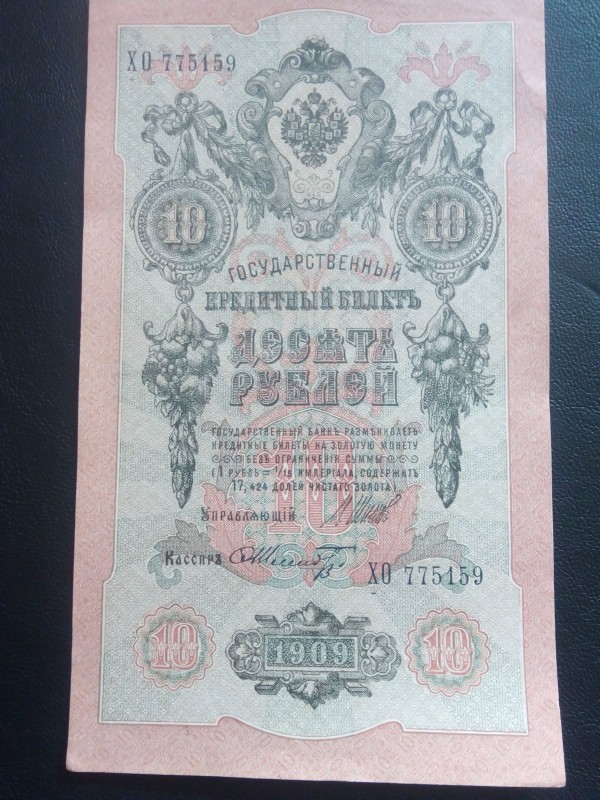 ХО 775159
10 10
ГОСУДАРСТВЕННЫЙ
КРЕДИТНЫЙ БИЛЕТЪ
ДЕСЯТЬ
РУБЛЕЙ
ГОСУДАРСТВЕННЫЙ БАНКЪ РАЗМѢНИВАЕТЪ
КРЕДИТНЫЕ БИЛЕТЫ НА ЗОЛОТУЮ МОНЕТУ
БЕЗЪ ОГРАНИЧЕНІЯ СУММЫ
(1 РУБЛЬ = 1/15 ИМПЕРІАЛА, СОДЕРЖИТЪ
17,424 ДОЛЕЙ ЧИСТАГО ЗОЛОТА)
10
УПРАВЛЯЮЩІЙ
Кассиръ
ХО 775159
10 1909 10